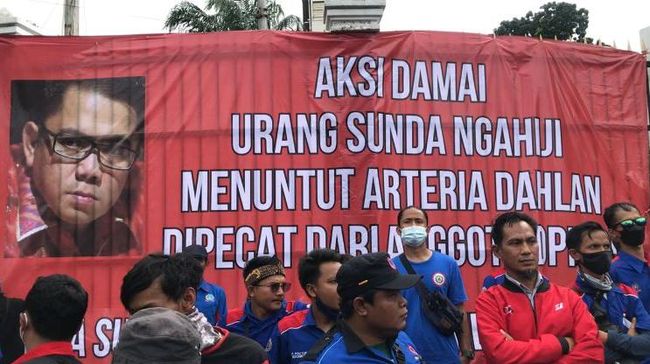 AKSI DAMAI
URANG SUNDA NGAHIJI
MENUNTUT ARTERIA DAHLAN
DIPECAT DARI